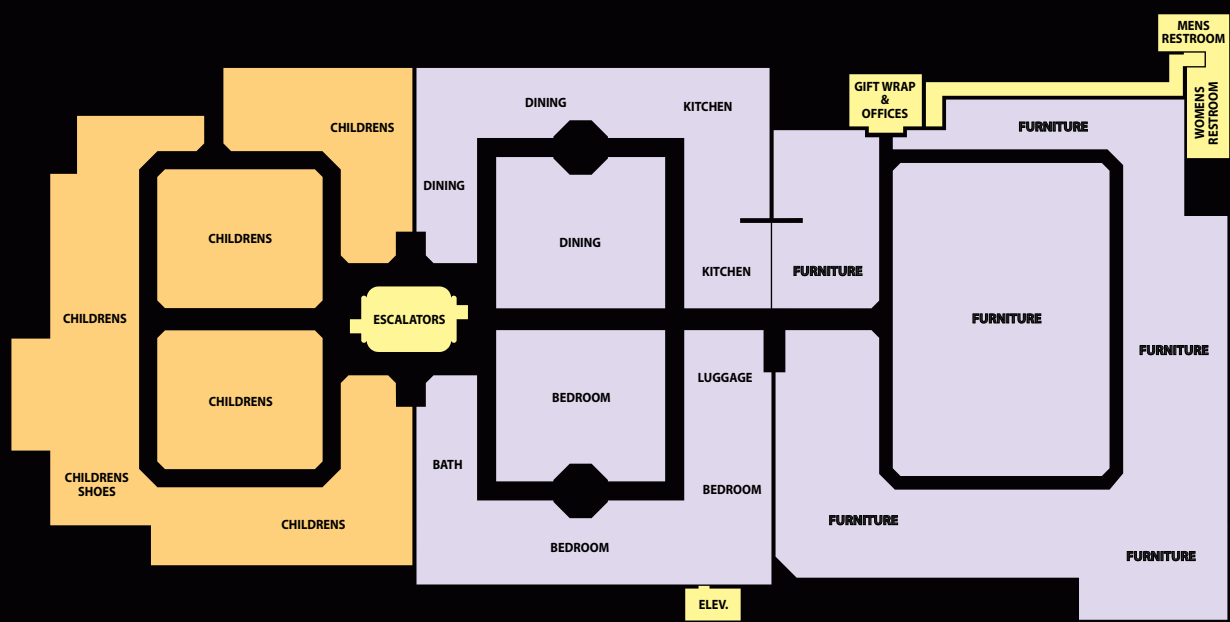 MENS
RESTROOM
GIFT WRAP
&
OFFICES
WOMENS
RESTROOM
DINING
KITCHEN
CHILDRENS
FURNITURE
DINING
CHILDRENS
DINING
KITCHEN
FURNITURE
CHILDRENS
ESCALATORS
FURNITURE
FURNITURE
LUGGAGE
CHILDRENS
BEDROOM
BATH
CHILDRENS
SHOES
BEDROOM
CHILDRENS
FURNITURE
BEDROOM
FURNITURE
ELEV.